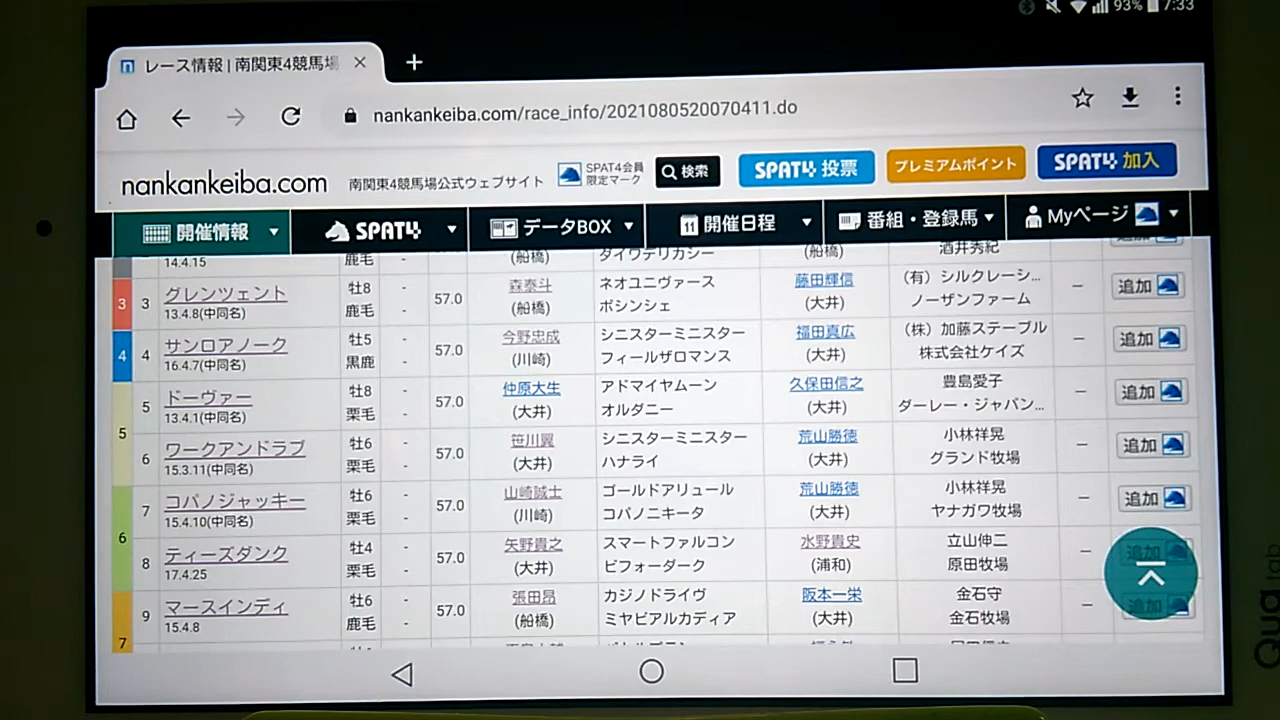 93% 7:33
レース情報 | 南関東4競馬場
nankankeiba.com/race_info/2021080520070411.do
nankankeiba.com 南関東4競馬場公式ウェブサイト SPAT4会員 限定マーク 検索 SPAT4 投票 プレミアムポイント SPAT4 加入
開催情報 SPAT4 データBOX 11 開催日程 番組・登録馬 Myページ
14.4.15 鹿毛 - (船橋) ダイワデリカシー (船橋) 酒井秀紀
3 3 グレンツェント 牡8 - 57.0 森泰斗 ネオユニヴァース 藤田輝信 (有) シルクレーシ... − 追加
13.4.8(中同名) 鹿毛 - (船橋) ボシンシェ (大井) ノーザンファーム
4 4 サンロアノーク 牡5 - 57.0 今野忠成 シニスターミニスター 福田真広 (株) 加藤ステーブル − 追加
16.4.7(中同名) 黒鹿 - (川崎) フィールザロマンス (大井) 株式会社ケイズ
5 5 ドーヴァー 牡8 - 57.0 仲原大生 アドマイヤムーン 久保田信之 豊島愛子 − 追加
13.4.1(中同名) 栗毛 - (大井) オルダニー (大井) ダーレー・ジャパン...
6 ワークアンドラブ 牡6 - 57.0 笹川翼 シニスターミニスター 荒山勝徳 小林祥晃 − 追加
15.3.11(中同名) 栗毛 - (大井) ハナライ (大井) グランド牧場
6 7 コパノジャッキー 牡6 - 57.0 山崎誠士 ゴールドアリュール 荒山勝徳 小林祥晃 − 追加
15.4.10(中同名) 栗毛 - (川崎) コパノニキータ (大井) ヤナガワ牧場
8 ティーズダンク 牡4 - 57.0 矢野貴之 スマートファルコン 水野貴史 立山伸二 − 追加
17.4.25 栗毛 - (大井) ビフォーダーク (浦和) 原田牧場
7 9 マースインディ 牡6 - 57.0 張田昂 カジノドライヴ 阪本一栄 金石守 − 追加
15.4.8 鹿毛 - (船橋) ミヤビアルカディア (大井) 金石牧場
Qua tab